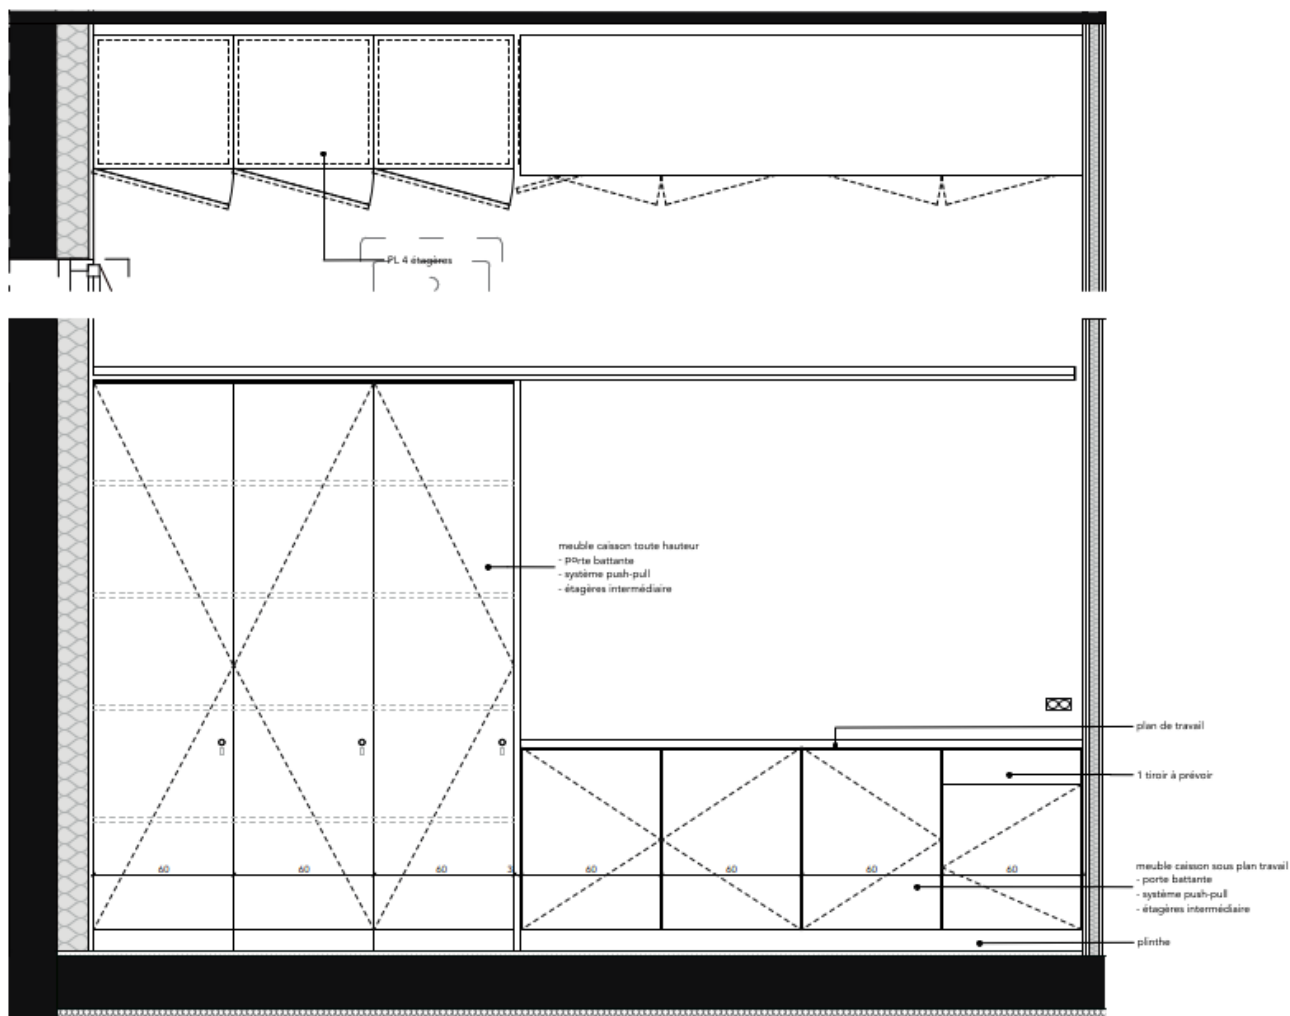 PL 4 étagères
meuble caisson toute hauteur
- porte battante
- système push-pull
- étagères intermédiaire
plan de travail
1 tiroir à prévoir
60 60 60 3 60 60 60 60
meuble caisson sous plan travail
- porte battante
- système push-pull
- étagères intermédiaire
plinthe